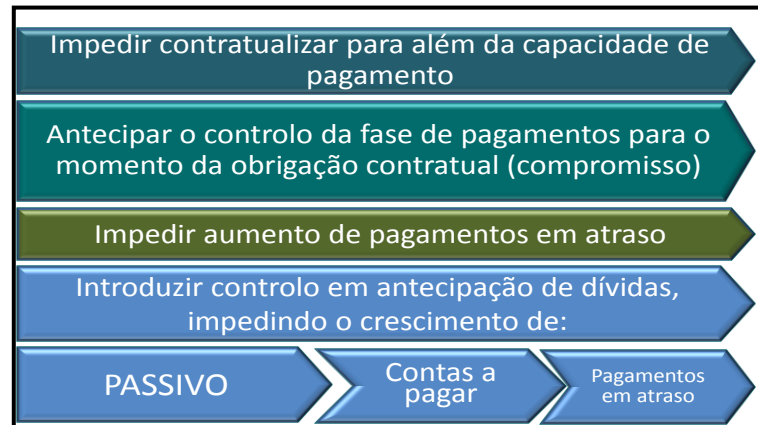 Impedir contratualizar para além da capacidade de
pagamento
Antecipar o controlo da fase de pagamentos para o
momento da obrigação contratual (compromisso)
Impedir aumento de pagamentos em atraso
Introduzir controlo em antecipação de dívidas,
impedindo o crescimento de:
PASSIVO
Contas a
pagar
Pagamentos
em atraso